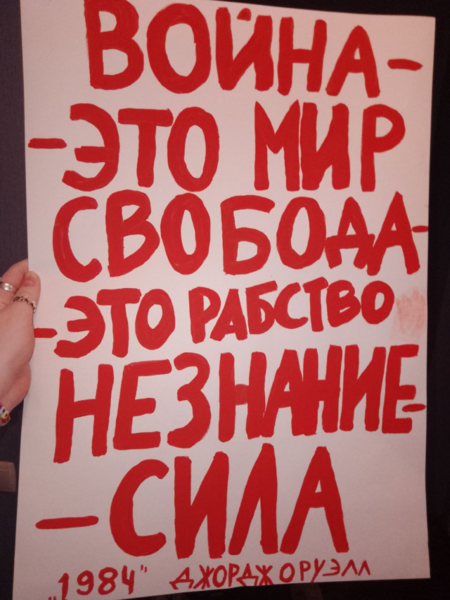 ВОЙНА-
-ЭТО МИР
СВОБОДА-
-ЭТО РАБСТВО
НЕЗНАНИЕ-
-СИЛА
"1984" ДЖОРДЖ ОРУЭЛЛ